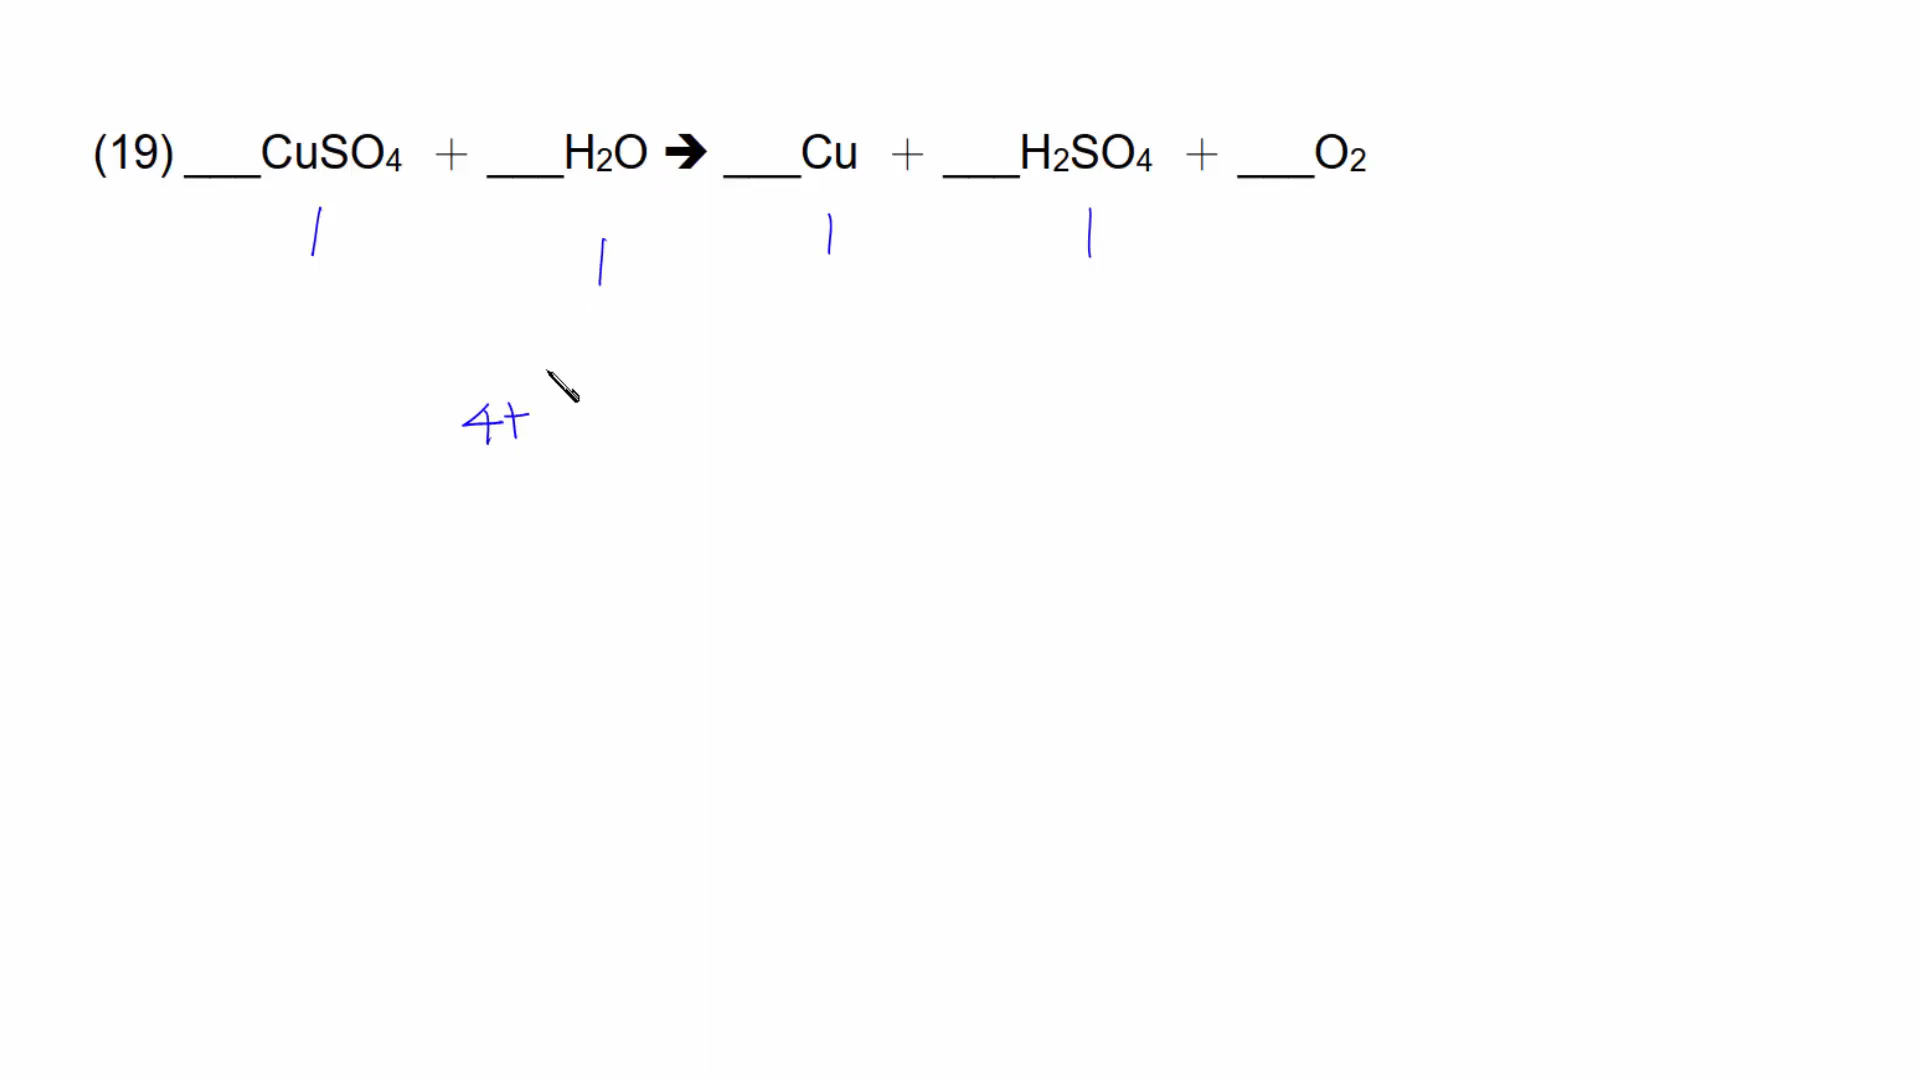 (19) ___CuSO4 + ___H2O ➔ ___Cu + ___H2SO4 + ___O2
1 1 1 1
4+